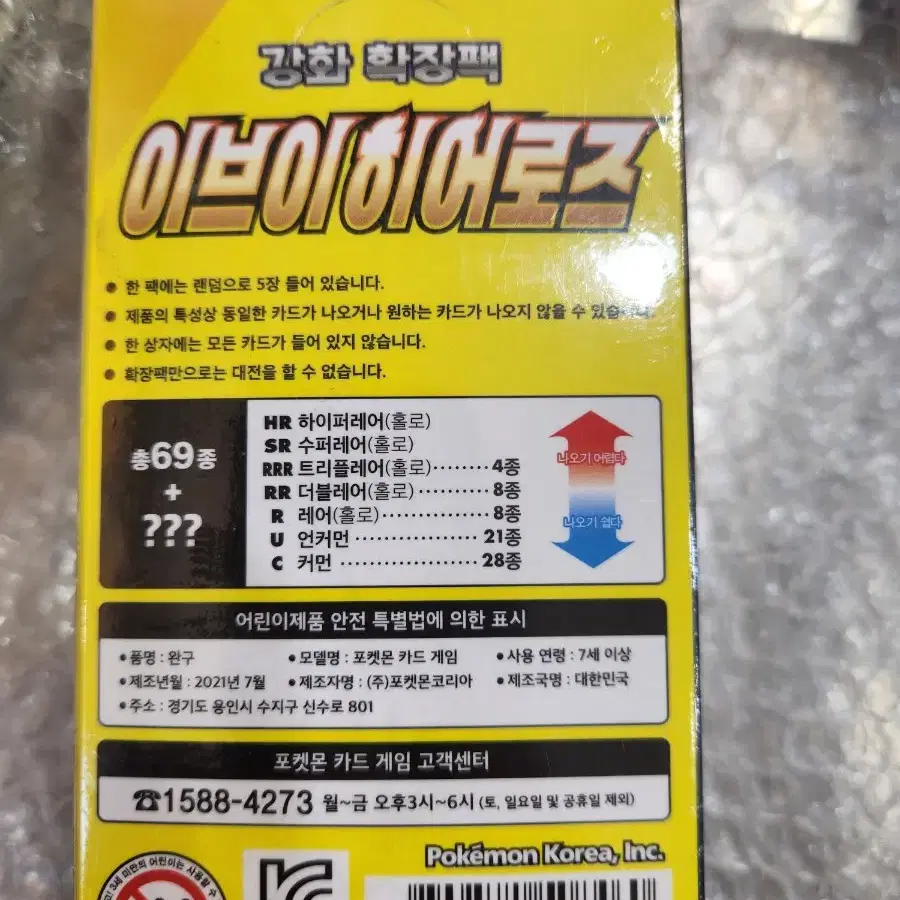 강화 확장팩
이브이 히어로즈
● 한 팩에는 랜덤으로 5장 들어 있습니다.
● 제품의 특성상 동일한 카드가 나오거나 원하는 카드가 나오지 않을 수 있습니다.
● 한 상자에는 모든 카드가 들어 있지 않습니다.
● 확장팩만으로는 대전을 할 수 없습니다.
총69종
+
???
HR 하이퍼레어(홀로)
SR 수퍼레어(홀로)
RRR 트리플레어(홀로)········4종
RR 더블레어(홀로)··········8종
R 레어(홀로)···············8종
U 언커먼 ·················21종
C 커먼 ···················28종
나오기 어렵다
나오기 쉽다
어린이제품 안전 특별법에 의한 표시
•품명 : 완구 •모델명 : 포켓몬 카드 게임 •사용 연령 : 7세 이상
•제조년월 : 2021년 7월 •제조자명 : (주)포켓몬코리아 •제조국명 : 대한민국
•주소 : 경기도 용인시 수지구 신수로 801
포켓몬 카드 게임 고객센터
☎1588-4273 월~금 오후3시~6시 (토, 일요일 및 공휴일 제외)
Pokémon Korea, Inc.
3세 미만의 어린이는 사용할 수